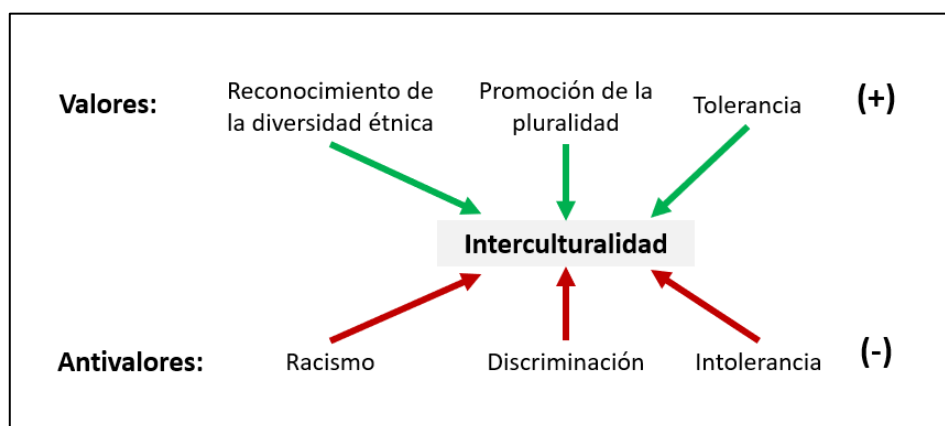 Valores:
Reconocimiento de
la diversidad étnica
Promoción de la
pluralidad
Tolerancia
(+)
Interculturalidad
Antivalores:
Racismo
Discriminación
Intolerancia
(-)